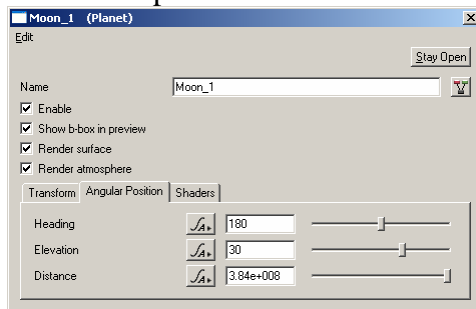 Moon_1 (Planet)
Edit
Stay Open
Name Moon_1
Enable
Show b-box in preview
Render surface
Render atmosphere
Transform Angular Position Shaders
Heading 180
Elevation 30
Distance 3.84e+008